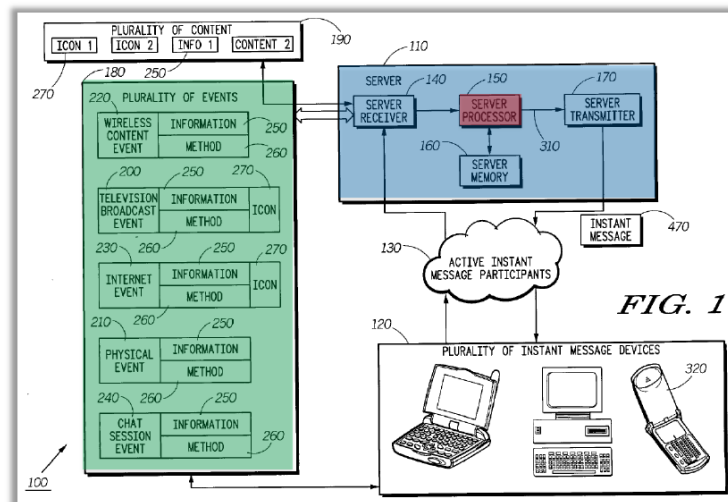 PLURALITY OF CONTENT
190
ICON 1 ICON 2 INFO 1 CONTENT 2
270 250
180
110
PLURALITY OF EVENTS
SERVER
140 150 170
220
WIRELESS CONTENT EVENT
INFORMATION
METHOD
250
260
SERVER RECEIVER
SERVER PROCESSOR
SERVER TRANSMITTER
310
160
SERVER MEMORY
200 250 270
TELEVISION BROADCAST EVENT
INFORMATION
METHOD
ICON
260
130
ACTIVE INSTANT MESSAGE PARTICIPANTS
INSTANT MESSAGE
470
230 250 270
INTERNET EVENT
INFORMATION
METHOD
ICON
260
FIG. 1
210 250
PHYSICAL EVENT
INFORMATION
METHOD
260
120
PLURALITY OF INSTANT MESSAGE DEVICES
320
240 250
CHAT SESSION EVENT
INFORMATION
METHOD
260
100